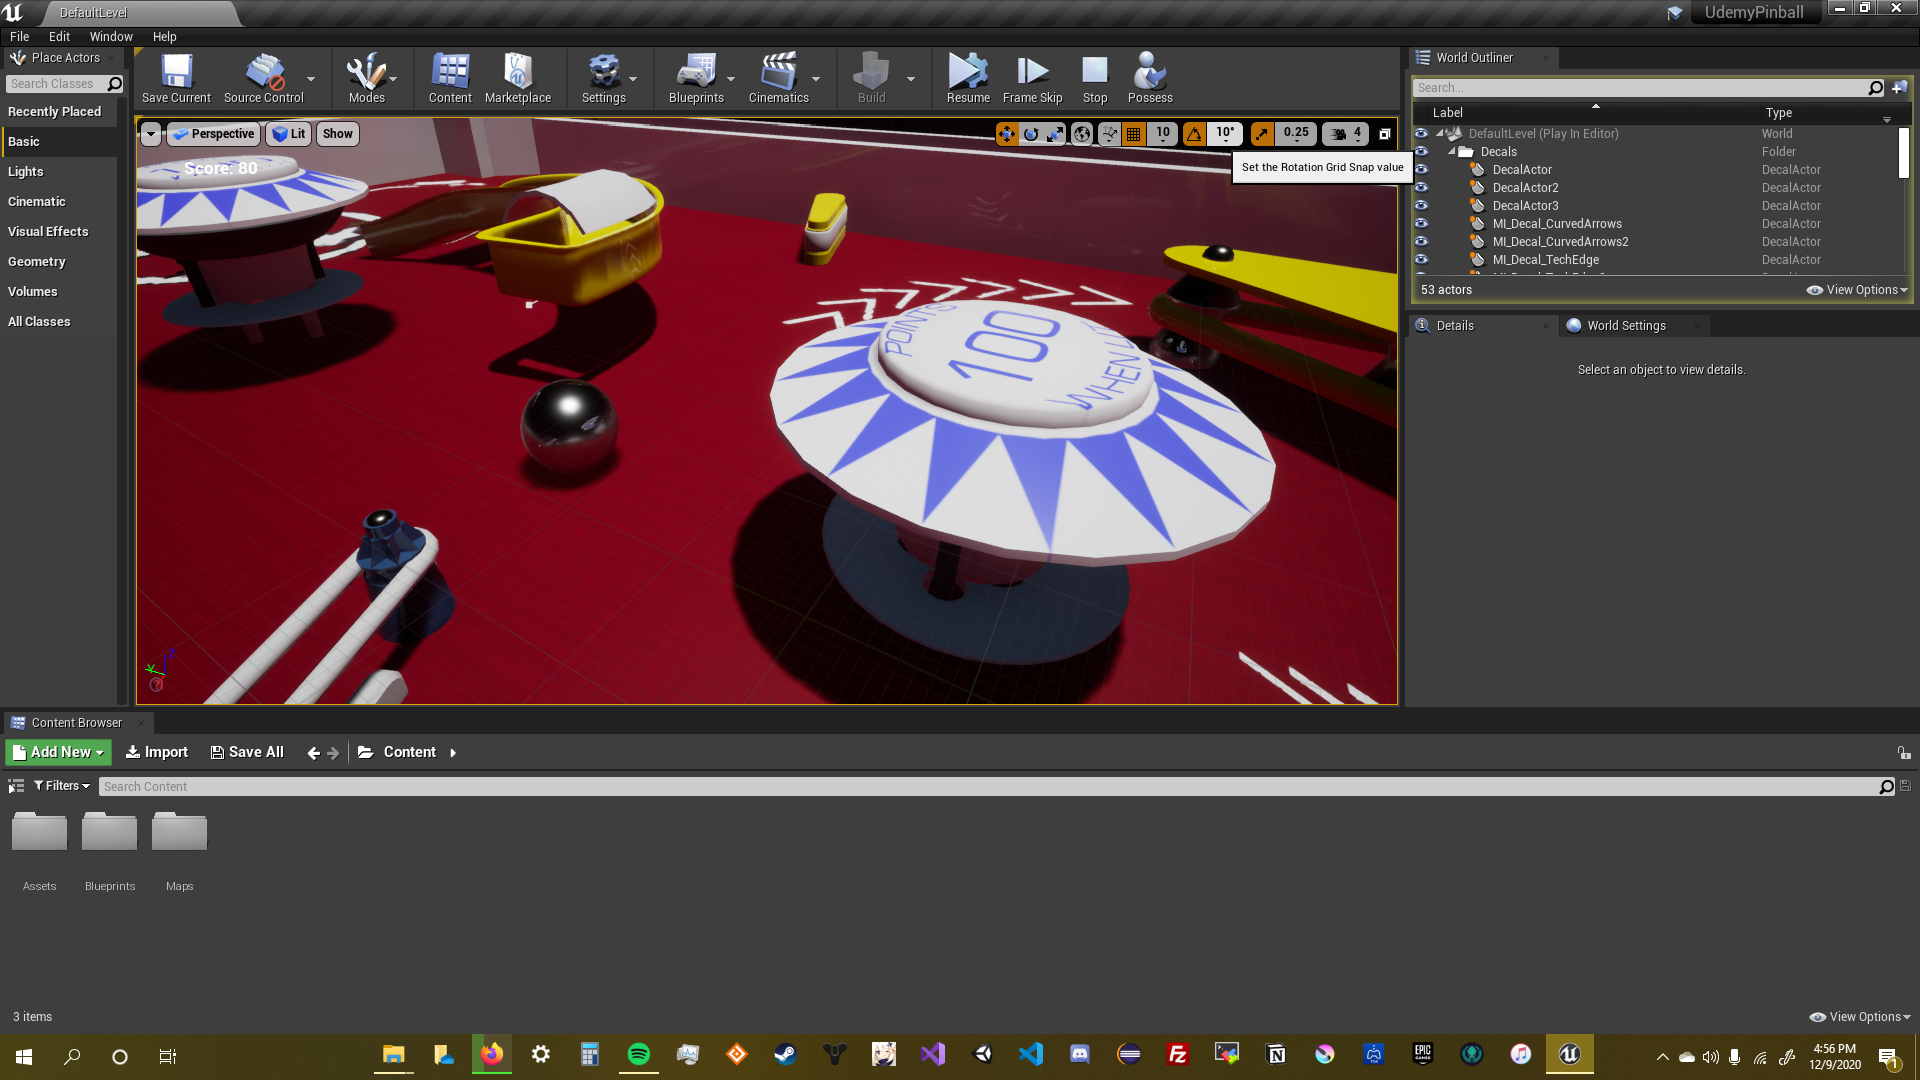 DefaultLevel
UdemyPinball
File Edit Window Help
Place Actors
Search Classes
Recently Placed
Basic
Lights
Cinematic
Visual Effects
Geometry
Volumes
All Classes
Save Current Source Control Modes Content Marketplace Settings Blueprints Cinematics Build Resume Frame Skip Stop Possess
Perspective Lit Show
10 10° 0.25 4
Set the Rotation Grid Snap value
Score: 80
POINTS
100
WHEN
World Outliner
Search...
Label Type
DefaultLevel (Play In Editor) World
Decals Folder
DecalActor DecalActor
DecalActor2 DecalActor
DecalActor3 DecalActor
MI_Decal_CurvedArrows DecalActor
MI_Decal_CurvedArrows2 DecalActor
MI_Decal_TechEdge DecalActor
53 actors View Options
Details World Settings
Select an object to view details.
Content Browser
Add New Import Save All Content
Filters Search Content
Assets Blueprints Maps
3 items View Options
EPIC
GAMES
4:56 PM
12/9/2020
1